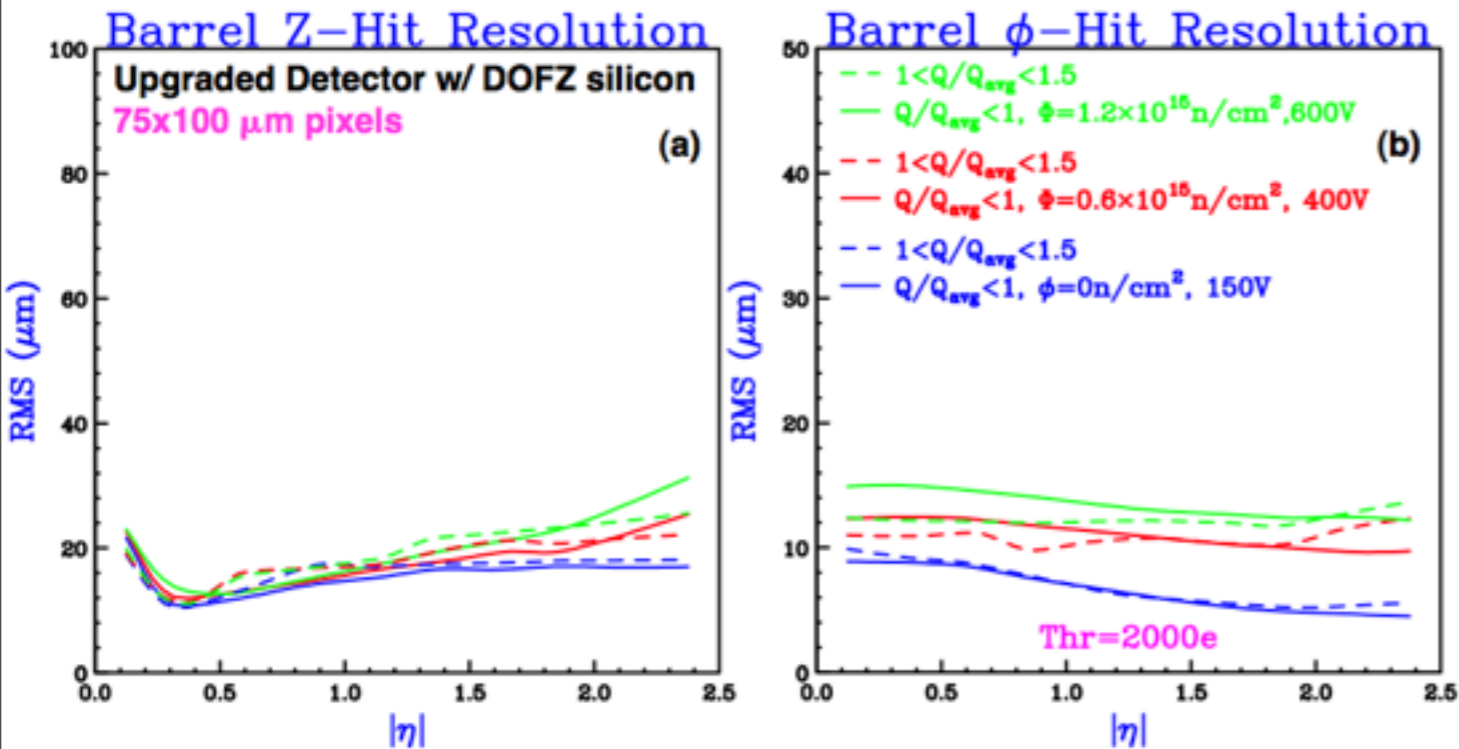 Barrel Z−Hit Resolution
Upgraded Detector w/ DOFZ silicon
75x100 μm pixels
(a)
100
80
60
40
20
0
RMS (μm)
0.0 0.5 1.0 1.5 2.0 2.5
|η|
Barrel ϕ−Hit Resolution
1<Q/Qavg<1.5
Q/Qavg<1, Φ=1.2×10¹⁵n/cm²,600V
(b)
1<Q/Qavg<1.5
Q/Qavg<1, Φ=0.6×10¹⁵n/cm², 400V
1<Q/Qavg<1.5
Q/Qavg<1, ϕ=0n/cm², 150V
50
40
30
20
10
0
RMS (μm)
Thr=2000e
0.0 0.5 1.0 1.5 2.0 2.5
|η|